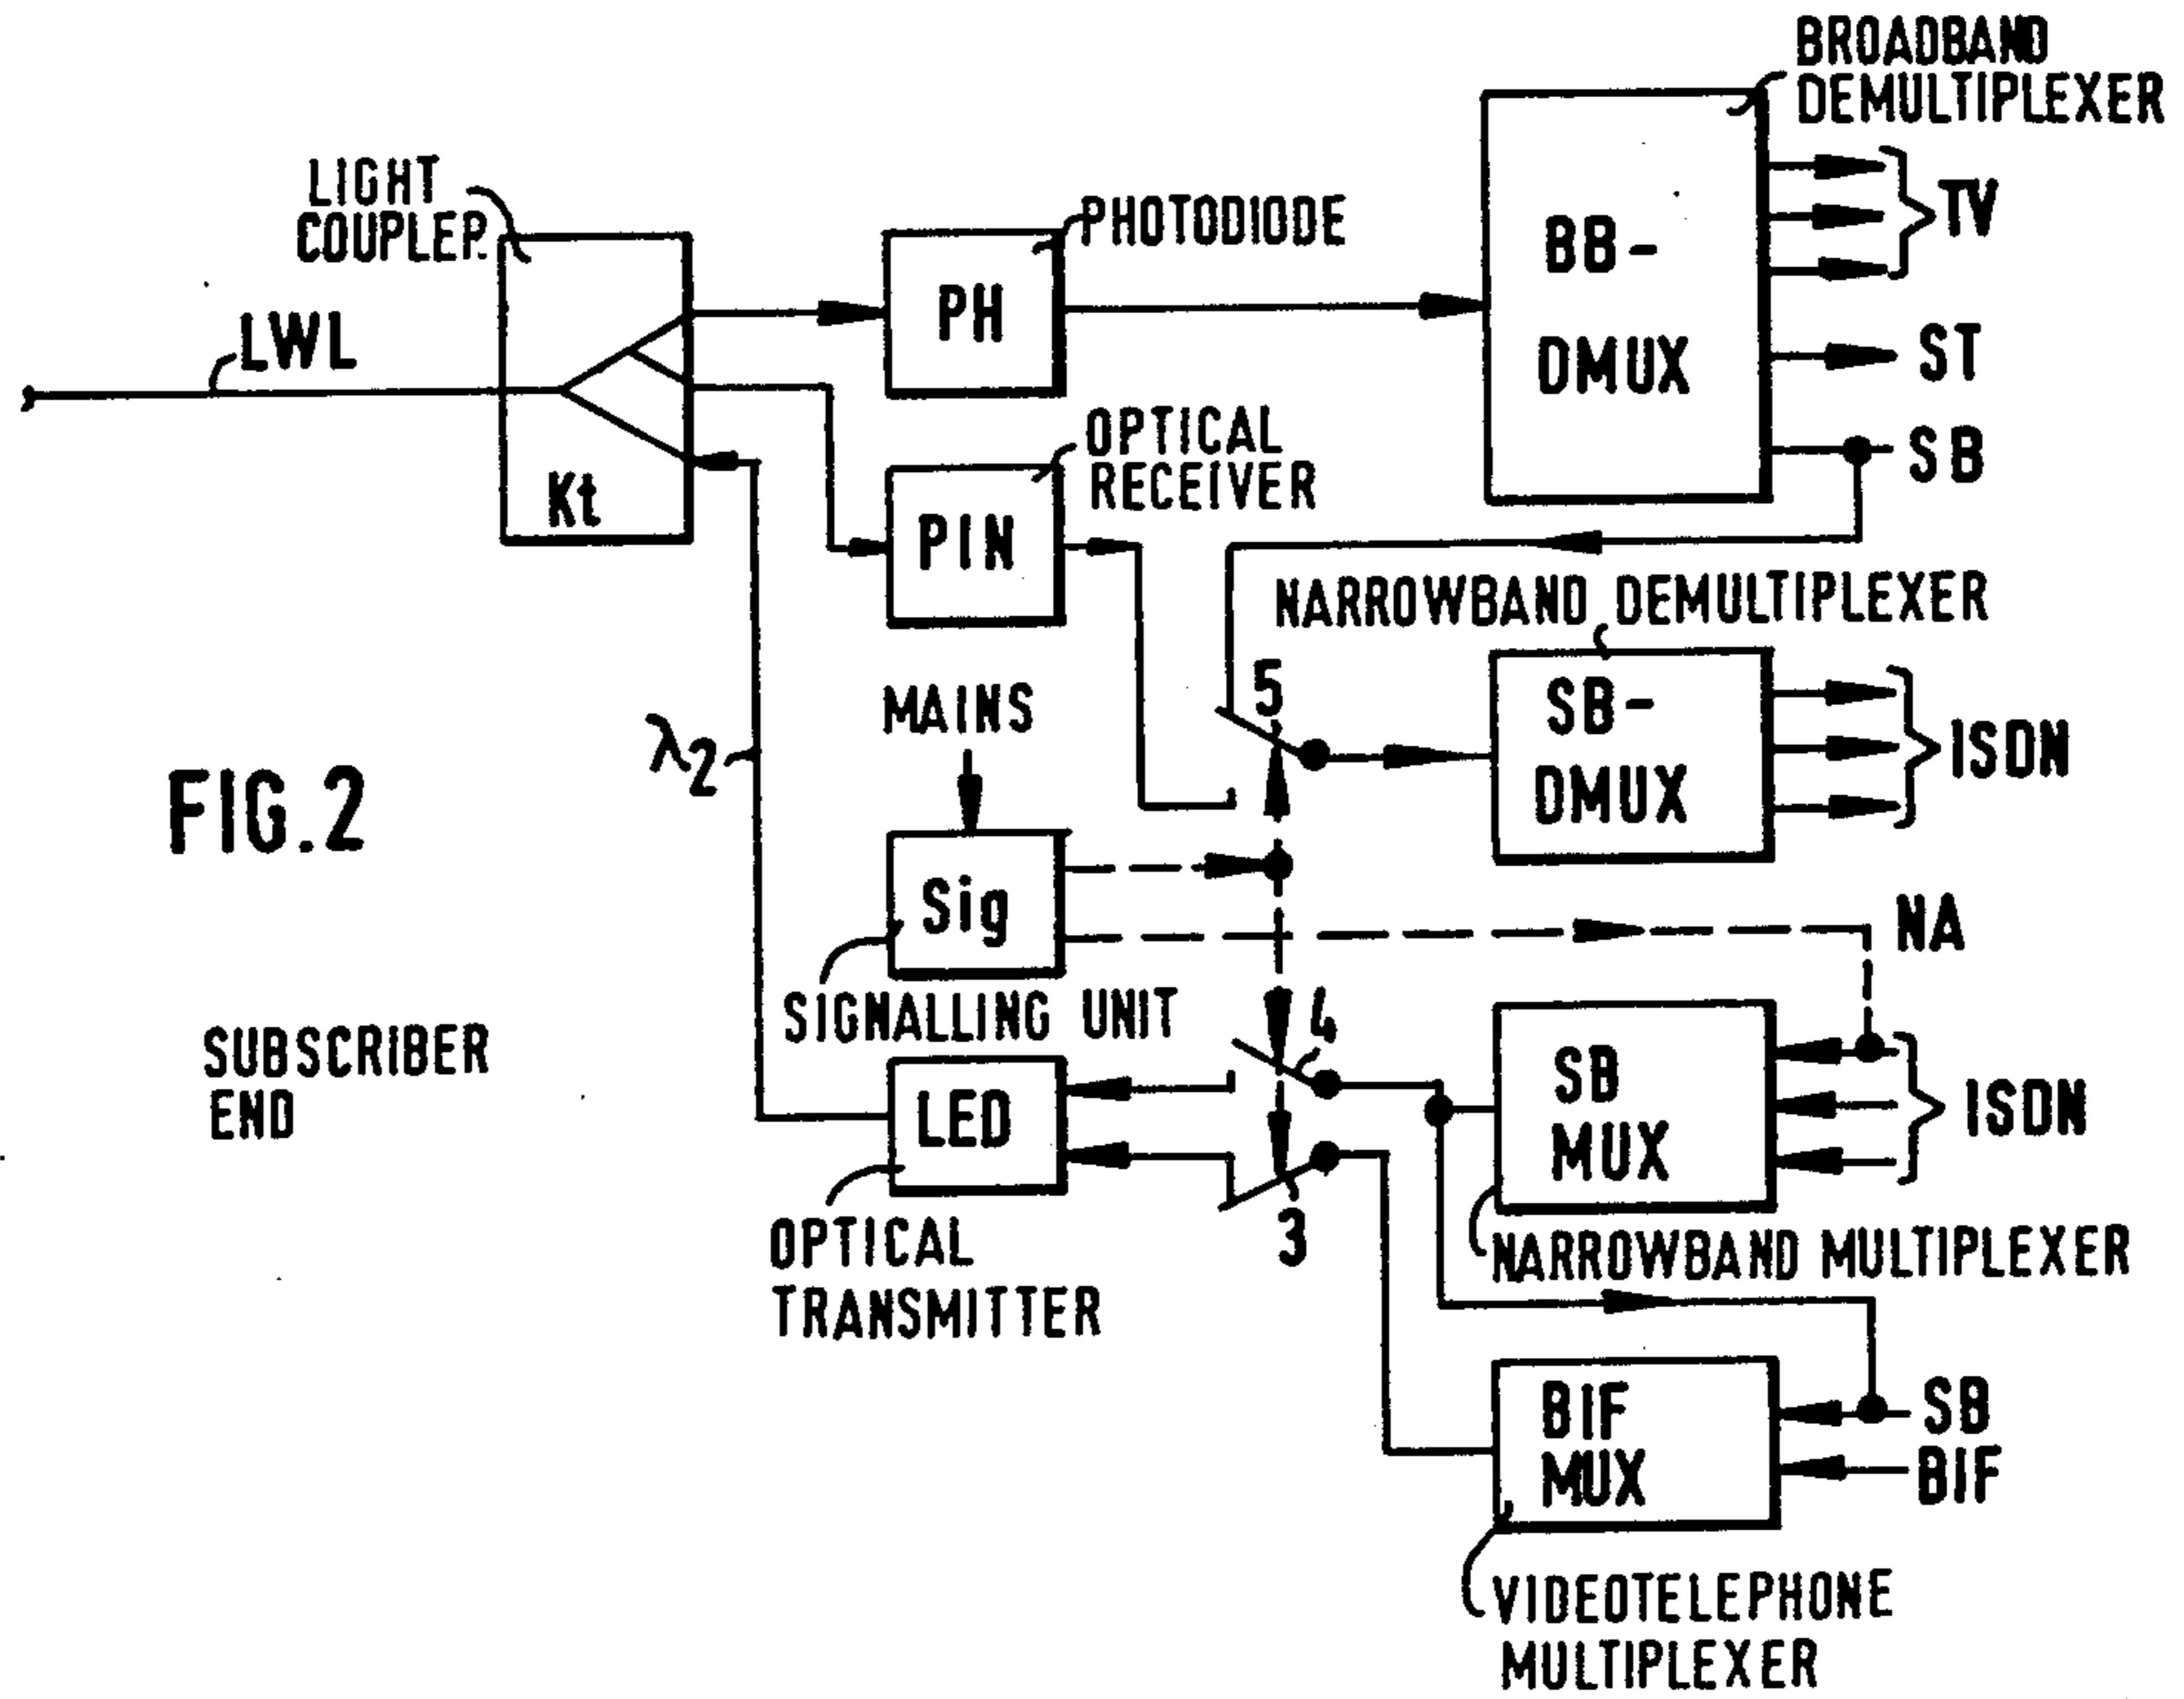 BROADBAND
DEMULTIPLEXER
LIGHT
COUPLER
PHOTODIODE
TV
BB-
DMUX
PH
LWL
ST
OPTICAL
RECEIVER
SB
Kt
PIN
NARROWBAND DEMULTIPLEXER
5
MAINS
SB-
DMUX
ISDN
λ2
FIG.2
Sig
NA
SIGNALLING UNIT
4
SUBSCRIBER
END
LED
SB
MUX
ISDN
3
OPTICAL
TRANSMITTER
NARROWBAND MULTIPLEXER
BIF
MUX
SB
BIF
VIDEOTELEPHONE
MULTIPLEXER